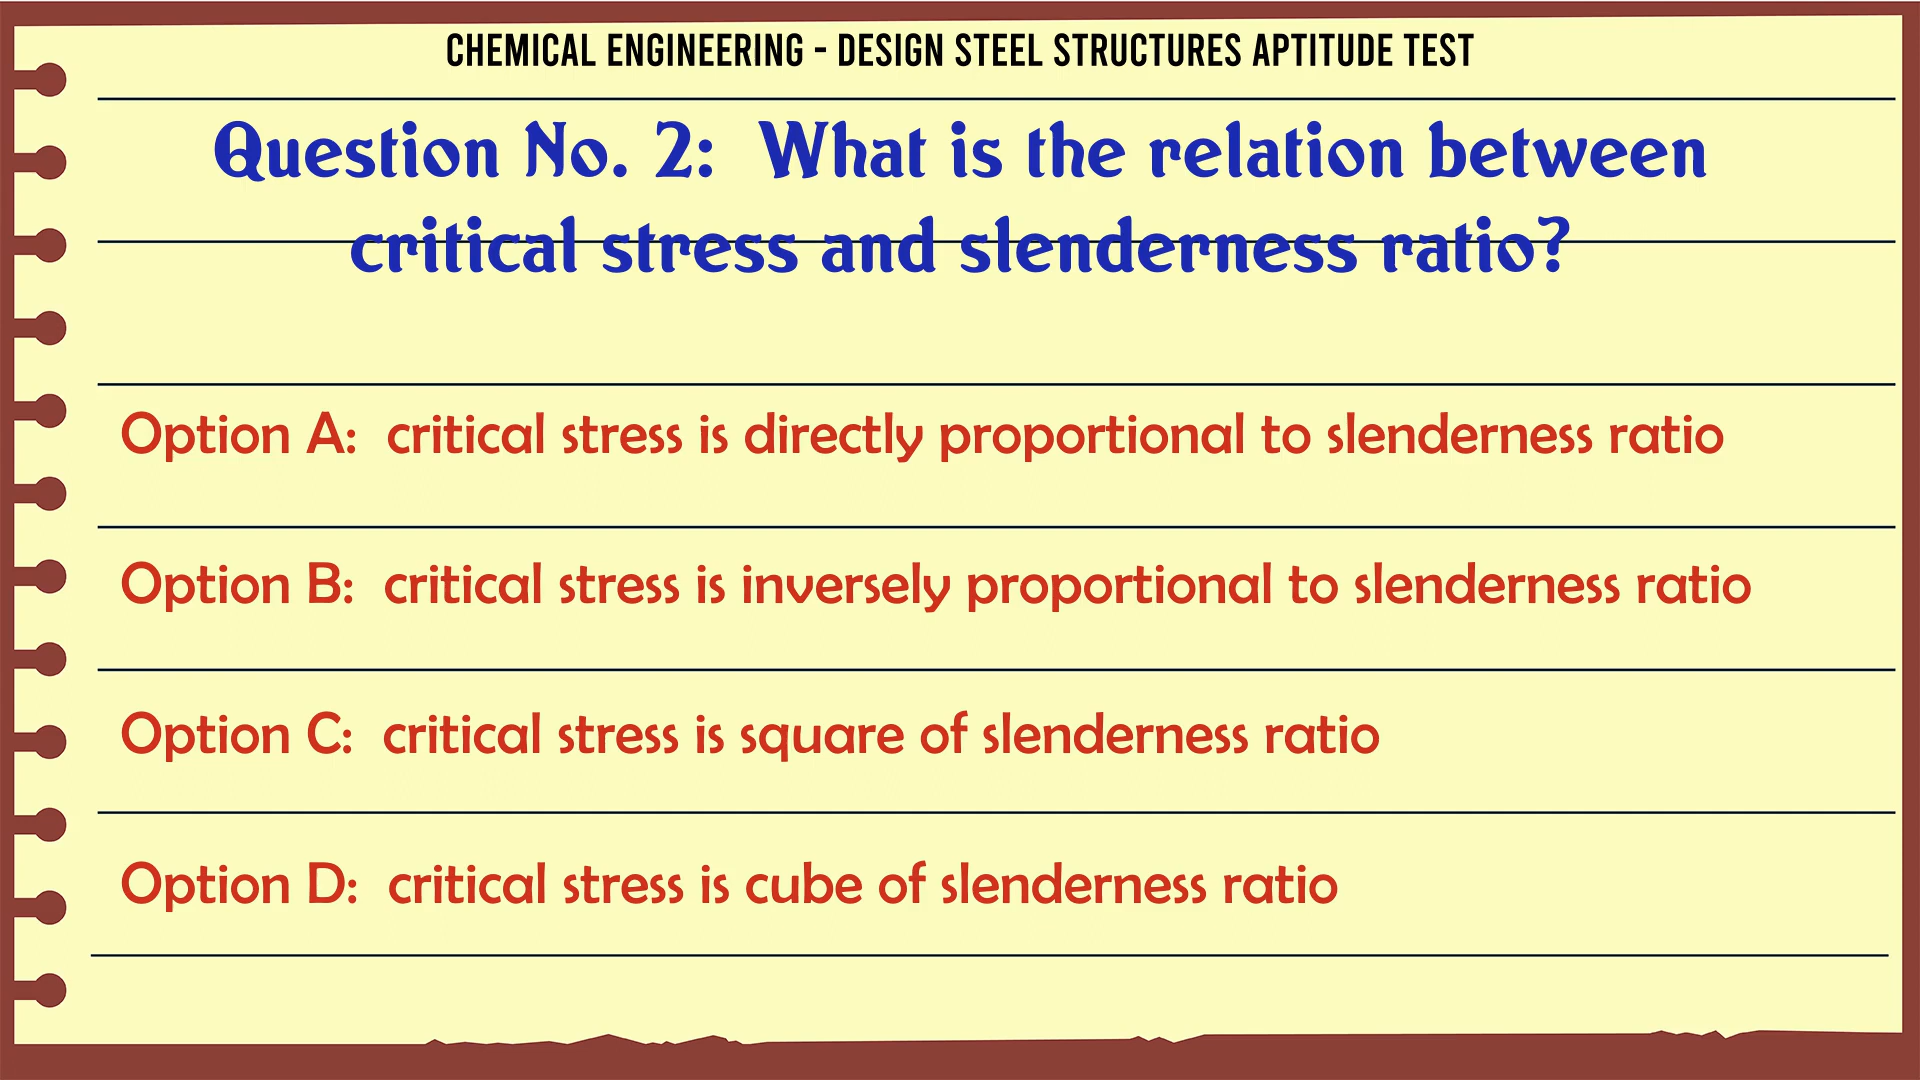 CHEMICAL ENGINEERING - DESIGN STEEL STRUCTURES APTITUDE TEST
Question No. 2: What is the relation between
critical stress and slenderness ratio?
Option A: critical stress is directly proportional to slenderness ratio
Option B: critical stress is inversely proportional to slenderness ratio
Option C: critical stress is square of slenderness ratio
Option D: critical stress is cube of slenderness ratio